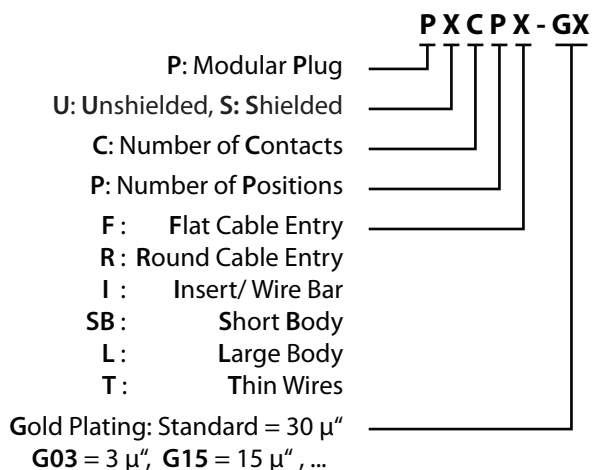 P X C P X - GX
P: Modular Plug
U: Unshielded, S: Shielded
C: Number of Contacts
P: Number of Positions
F : Flat Cable Entry
R : Round Cable Entry
I : Insert/ Wire Bar
SB : Short Body
L : Large Body
T : Thin Wires
Gold Plating: Standard = 30 µ“
G03 = 3 µ“, G15 = 15 µ“ , ...